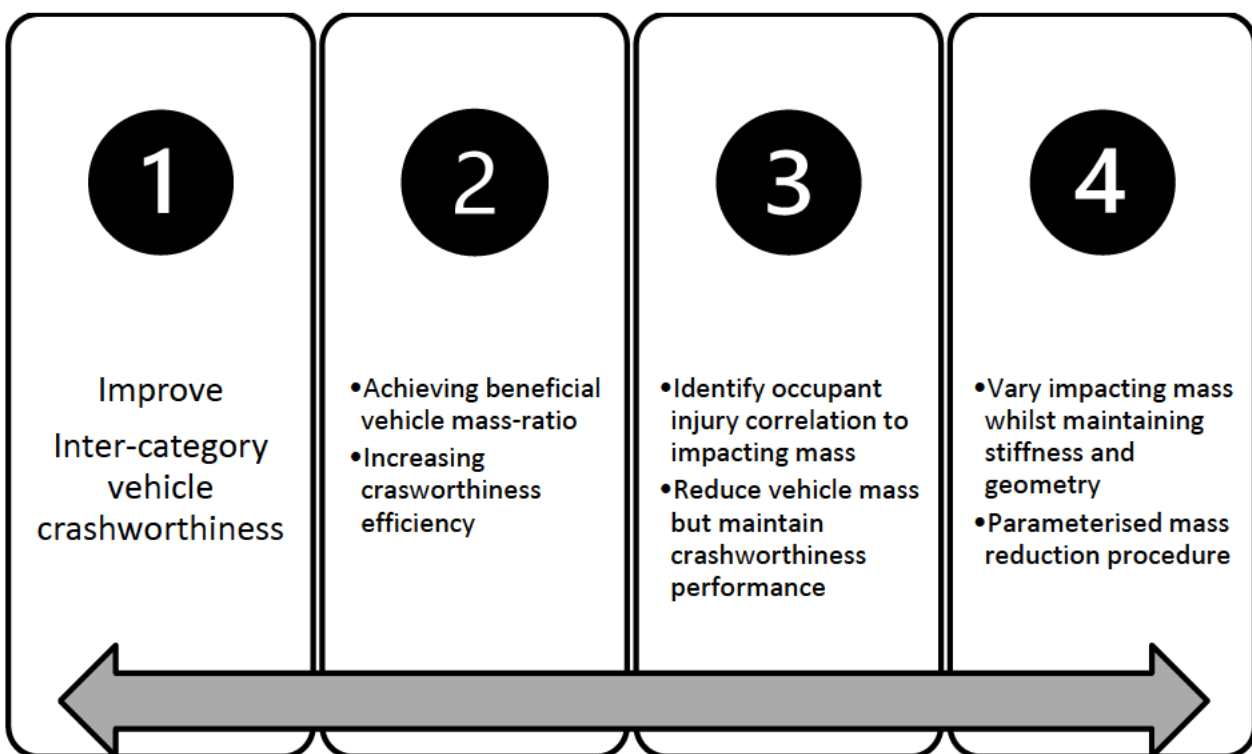 1
Improve
Inter-category
vehicle
crashworthiness
2
•Achieving beneficial
vehicle mass-ratio
•Increasing
crasworthiness
efficiency
3
•Identify occupant
injury correlation to
impacting mass
•Reduce vehicle mass
but maintain
crashworthiness
performance
4
•Vary impacting mass
whilst maintaining
stiffness and
geometry
•Parameterised mass
reduction procedure